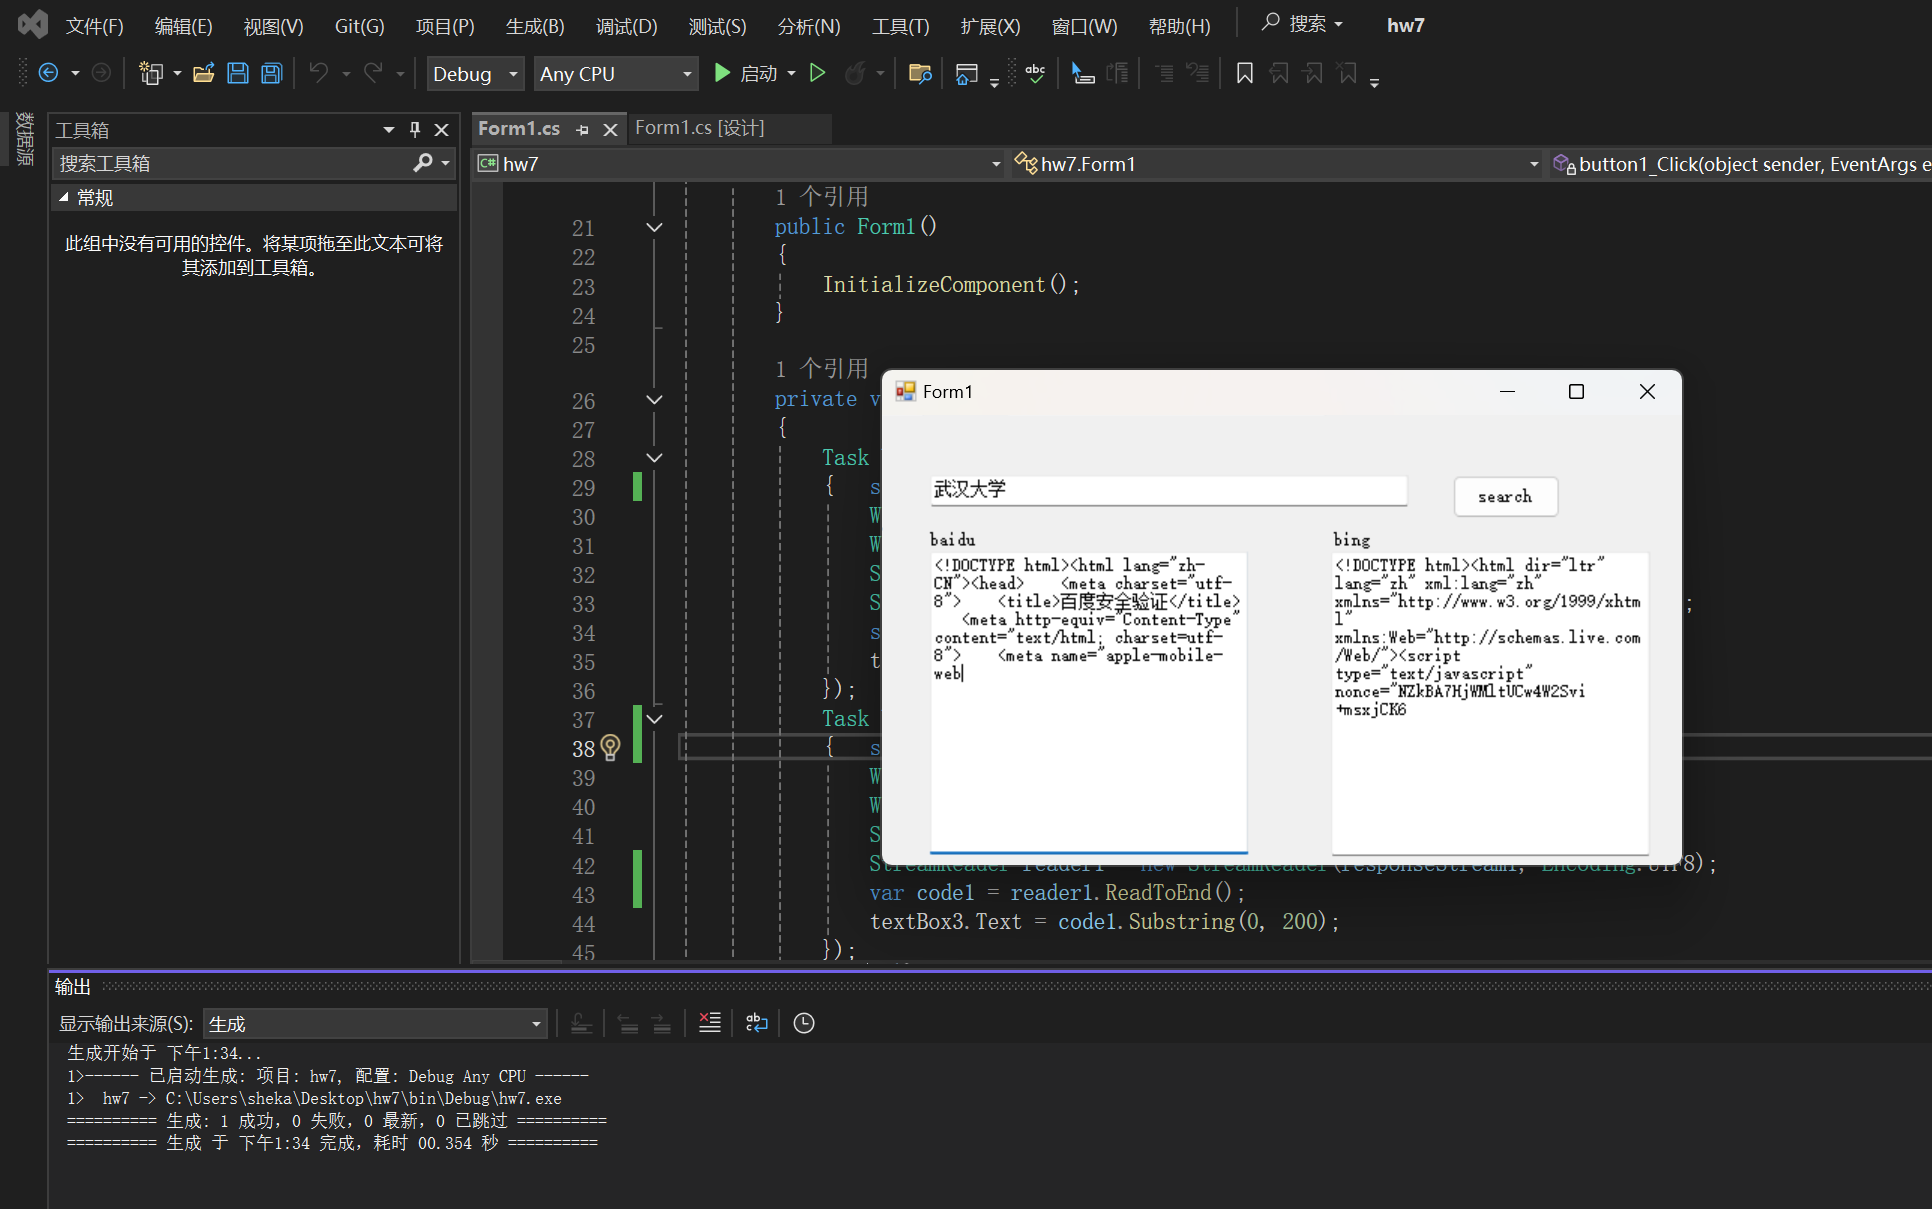 文件(F) 编辑(E) 视图(V) Git(G) 项目(P) 生成(B) 调试(D) 测试(S) 分析(N) 工具(T) 扩展(X) 窗口(W) 帮助(H) 搜索 hw7
Debug Any CPU 启动 abc
数据源
工具箱
搜索工具箱
常规
此组中没有可用的控件。将某项拖至此文本可将
其添加到工具箱。
Form1.cs Form1.cs [设计]
C# hw7 hw7.Form1 button1_Click(object sender, EventArgs e
1 个引用
21 public Form1()
22 {
23 InitializeComponent();
24 }
25
1 个引用
26 private v
27 {
28 Task
29 { s
30 W
31 W
32 S
33 S ;
34 s
35 t
36 });
37 Task
38 { s
39 W
40 W
41 S
42 StreamReader reader1 = new StreamReader(responseStream1, Encoding.UTF8);
43 var code1 = reader1.ReadToEnd();
44 textBox3.Text = code1.Substring(0, 200);
45 });
Form1
武汉大学
search
baidu
<!DOCTYPE html><html lang="zh-
CN"><head> <meta charset="utf-
8"> <title>百度安全验证</title>
<meta http-equiv="Content-Type"
content="text/html; charset=utf-
8"> <meta name="apple-mobile-
web
bing
<!DOCTYPE html><html dir="ltr"
lang="zh" xml:lang="zh"
xmlns="http://www.w3.org/1999/xhtm
l"
xmlns:Web="http://schemas.live.com
/Web/"><script
type="text/javascript"
nonce="NZkBA7HjWMltUCw4W2Svi
+msxjCK6
输出
显示输出来源(S): 生成
生成开始于 下午1:34...
1>------ 已启动生成: 项目: hw7, 配置: Debug Any CPU ------
1> hw7 -> C:\Users\sheka\Desktop\hw7\bin\Debug\hw7.exe
========== 生成: 1 成功，0 失败，0 最新，0 已跳过 ==========
========== 生成 于 下午1:34 完成，耗时 00.354 秒 ==========